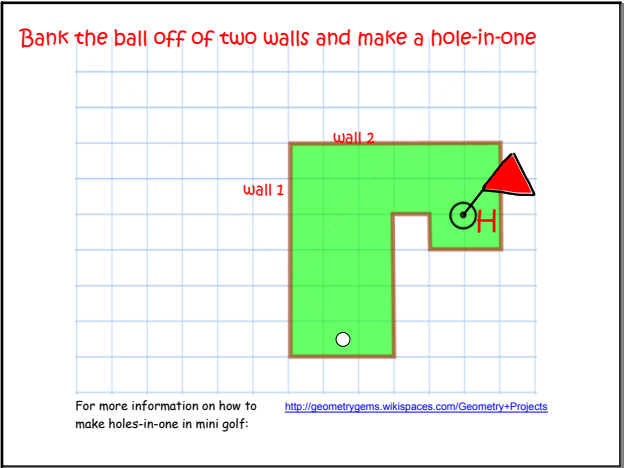 Bank the ball off of two walls and make a hole-in-one
wall 2
wall 1
H
For more information on how to
make holes-in-one in mini golf:
http://geometrygems.wikispaces.com/Geometry+Projects